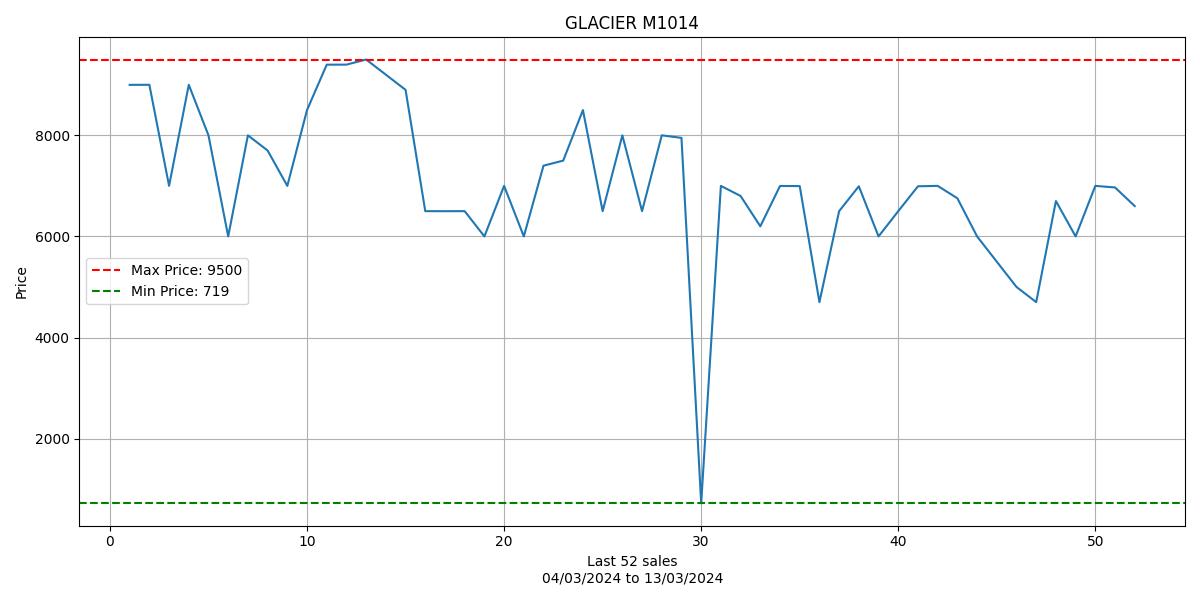 GLACIER M1014
Price
8000
6000
4000
2000
Max Price: 9500
Min Price: 719
0 10 20 30 40 50
Last 52 sales
04/03/2024 to 13/03/2024